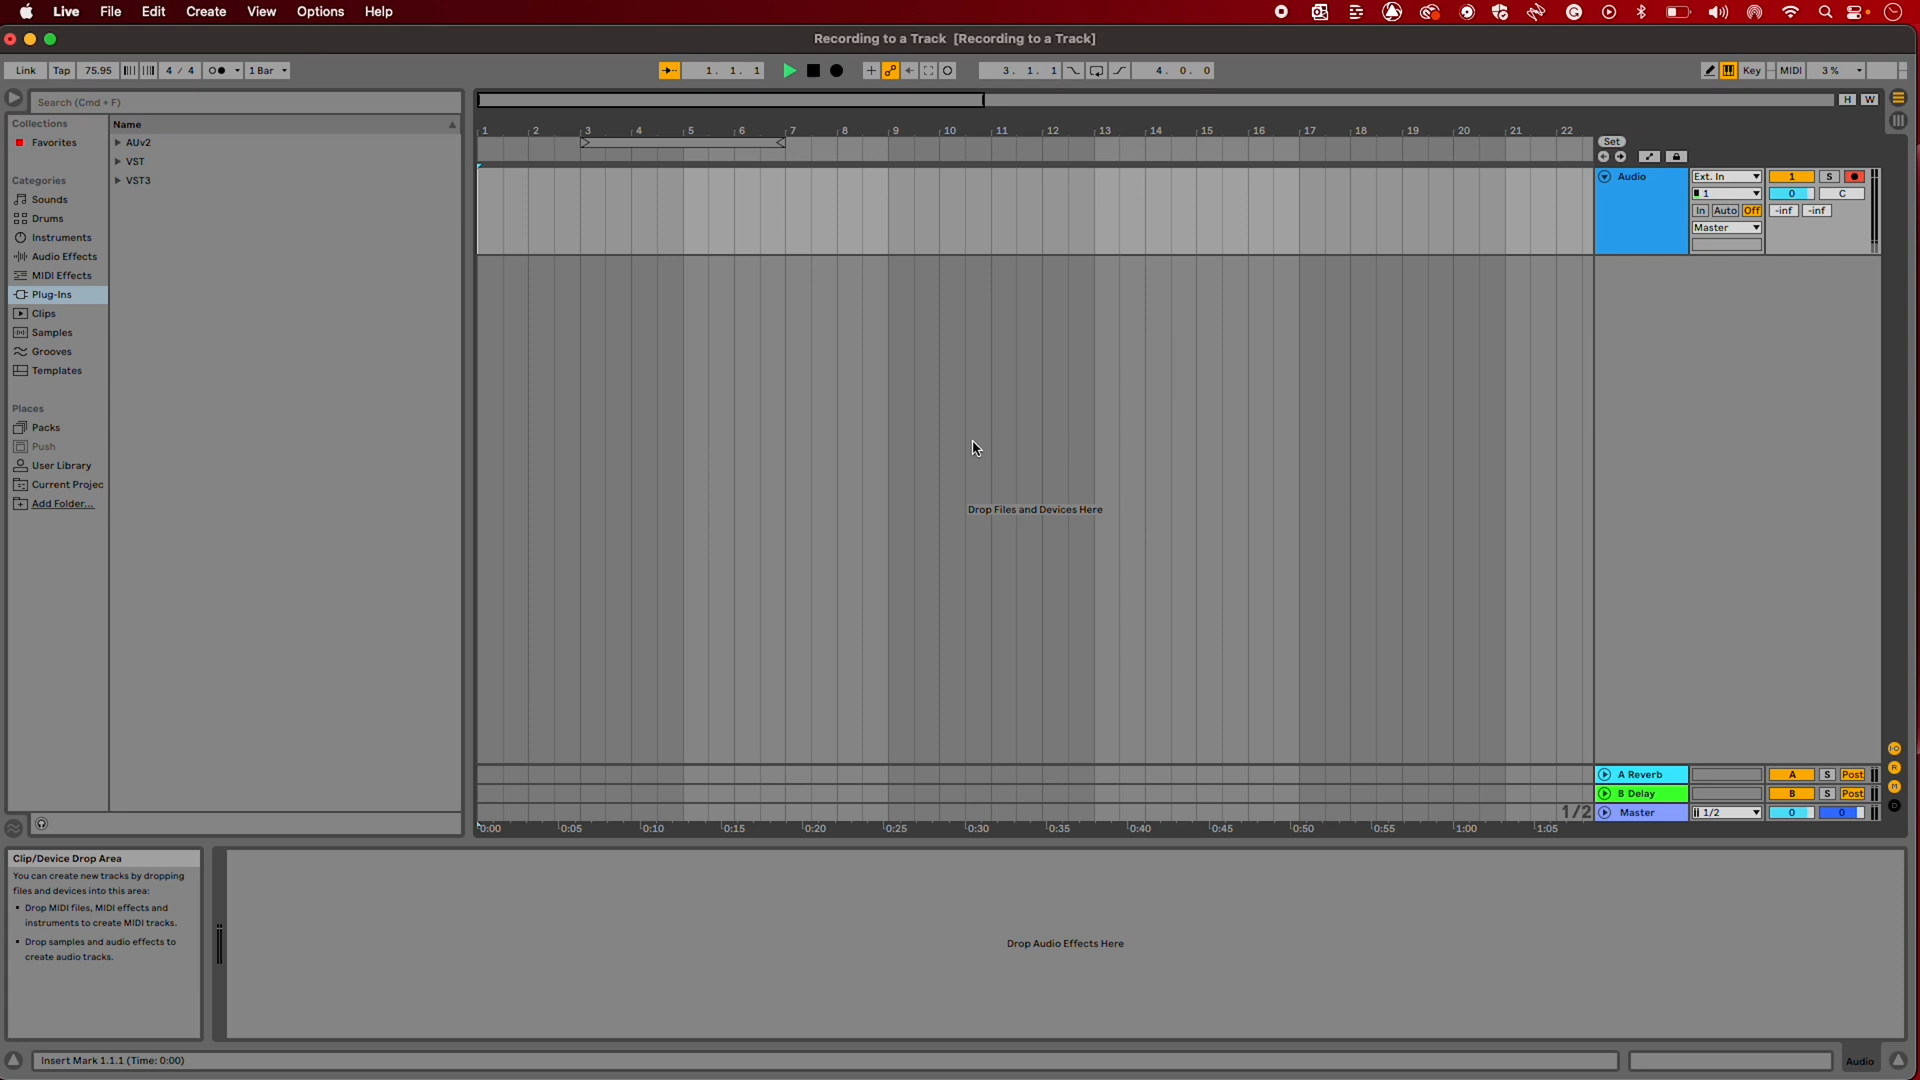 Live File Edit Create View Options Help
Recording to a Track [Recording to a Track]
Link Tap 75.95 4 / 4 1 Bar 1. 1. 1 3. 1. 1 4. 0. 0 Key MIDI 3 %
Search (Cmd + F) H W
Collections Name
Favorites AUv2
VST
Categories VST3
Sounds
Drums
Instruments
Audio Effects
MIDI Effects
Plug-Ins
Clips
Samples
Grooves
Templates
Places
Packs
Push
User Library
Current Projec
Add Folder...
1 2 3 4 5 6 7 8 9 10 11 12 13 14 15 16 17 18 19 20 21 22
Set
Audio Ext. In 1 S
1 0 C
In Auto Off -inf -inf
Master
Drop Files and Devices Here
A Reverb A S Post
B Delay B S Post
1/2 Master 1/2 0 0
0:00 0:05 0:10 0:15 0:20 0:25 0:30 0:35 0:40 0:45 0:50 0:55 1:00 1:05
I·O
R
M
D
Clip/Device Drop Area
You can create new tracks by dropping
files and devices into this area:
• Drop MIDI files, MIDI effects and
instruments to create MIDI tracks.
• Drop samples and audio effects to
create audio tracks.
Drop Audio Effects Here
Insert Mark 1.1.1 (Time: 0:00) Audio